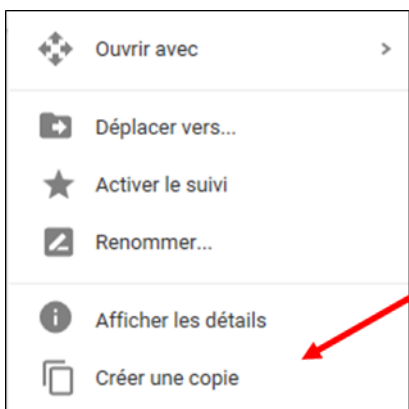 Ouvrir avec
Déplacer vers...
Activer le suivi
Renommer...
Afficher les détails
Créer une copie